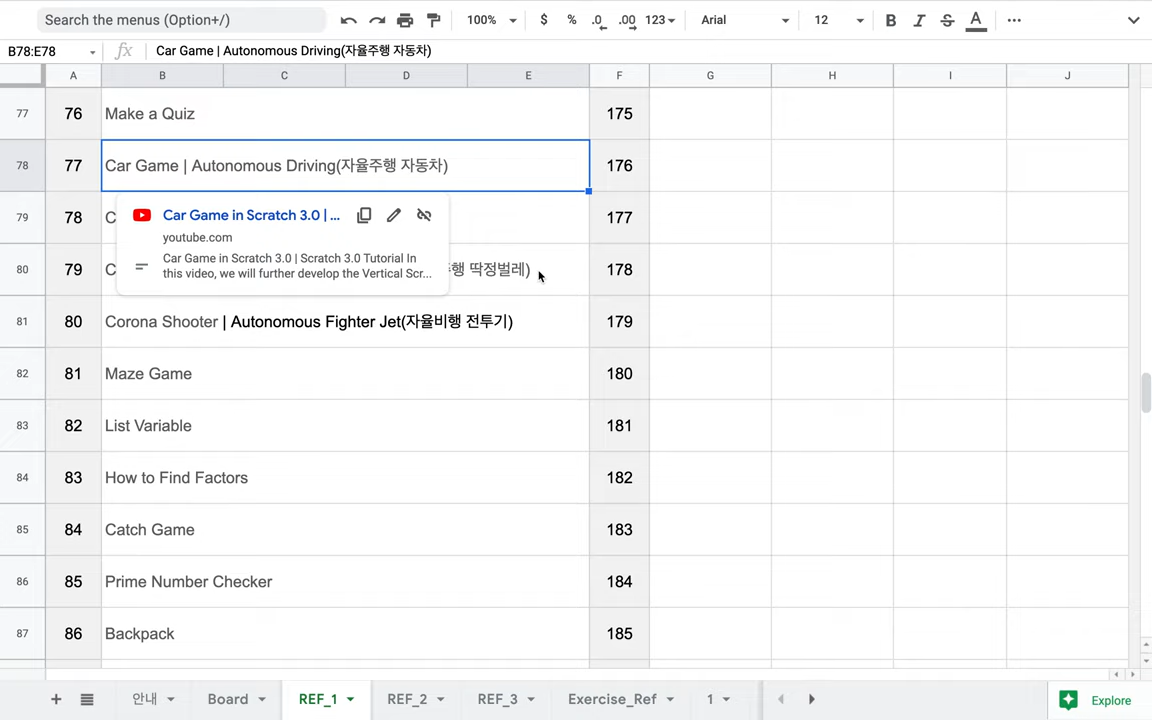 Search the menus (Option+/)
100%
$
%
.0
.00
123
Arial
12
B
I
S
A
B78:E78
fx
Car Game | Autonomous Driving(자율주행 자동차)
A B C D E F G H I J
77 76 Make a Quiz 175
78 77 Car Game | Autonomous Driving(자율주행 자동차) 176
79 78 C 177
Car Game in Scratch 3.0 | ...
youtube.com
Car Game in Scratch 3.0 | Scratch 3.0 Tutorial In
this video, we will further develop the Vertical Scr...
80 79 C 행 딱정벌레) 178
81 80 Corona Shooter | Autonomous Fighter Jet(자율비행 전투기) 179
82 81 Maze Game 180
83 82 List Variable 181
84 83 How to Find Factors 182
85 84 Catch Game 183
86 85 Prime Number Checker 184
87 86 Backpack 185
안내 Board REF_1 REF_2 REF_3 Exercise_Ref 1 Explore